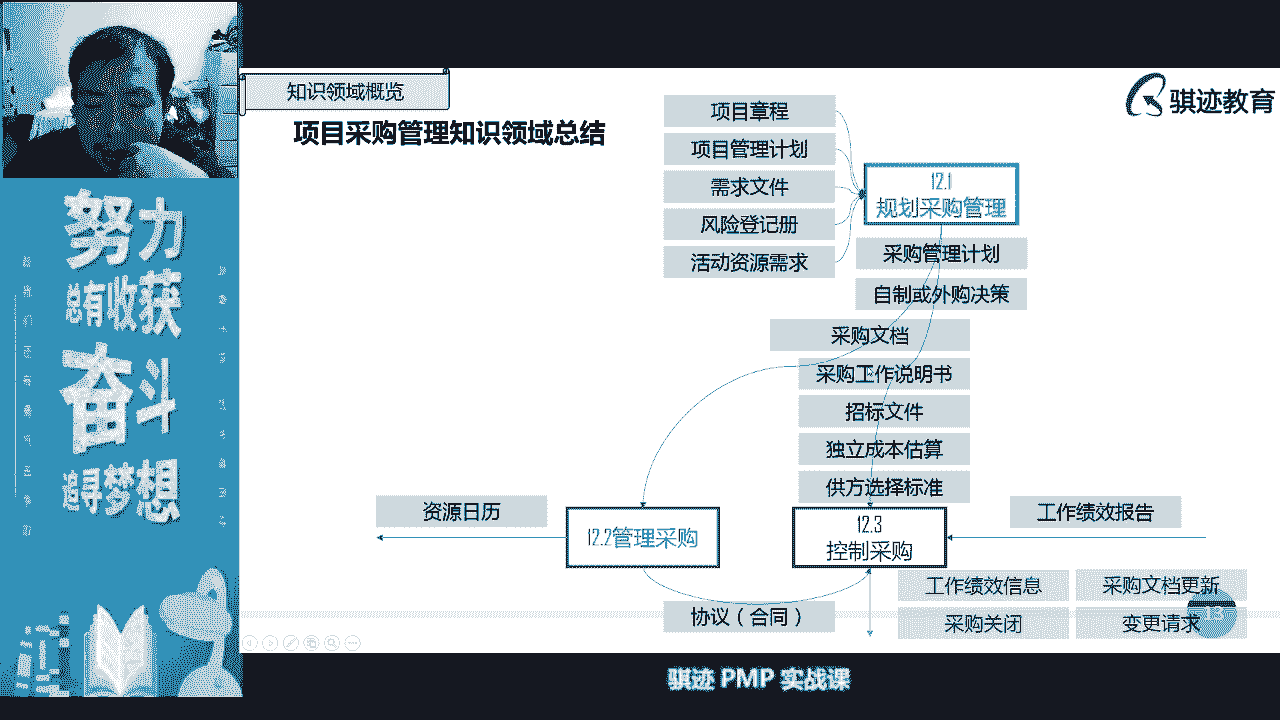 知识领域概览
骐迹教育
项目采购管理知识领域总结
项目章程
项目管理计划
需求文件
风险登记册
活动资源需求
12.1
规划采购管理
采购管理计划
自制或外购决策
采购文档
采购工作说明书
招标文件
独立成本估算
供方选择标准
资源日历
12.2管理采购
12.3
控制采购
工作绩效报告
协议（合同）
工作绩效信息
采购文档更新
采购关闭
变更请求
13
努力
总有收获
奋斗
追寻梦想
骐迹 PMP 实战课